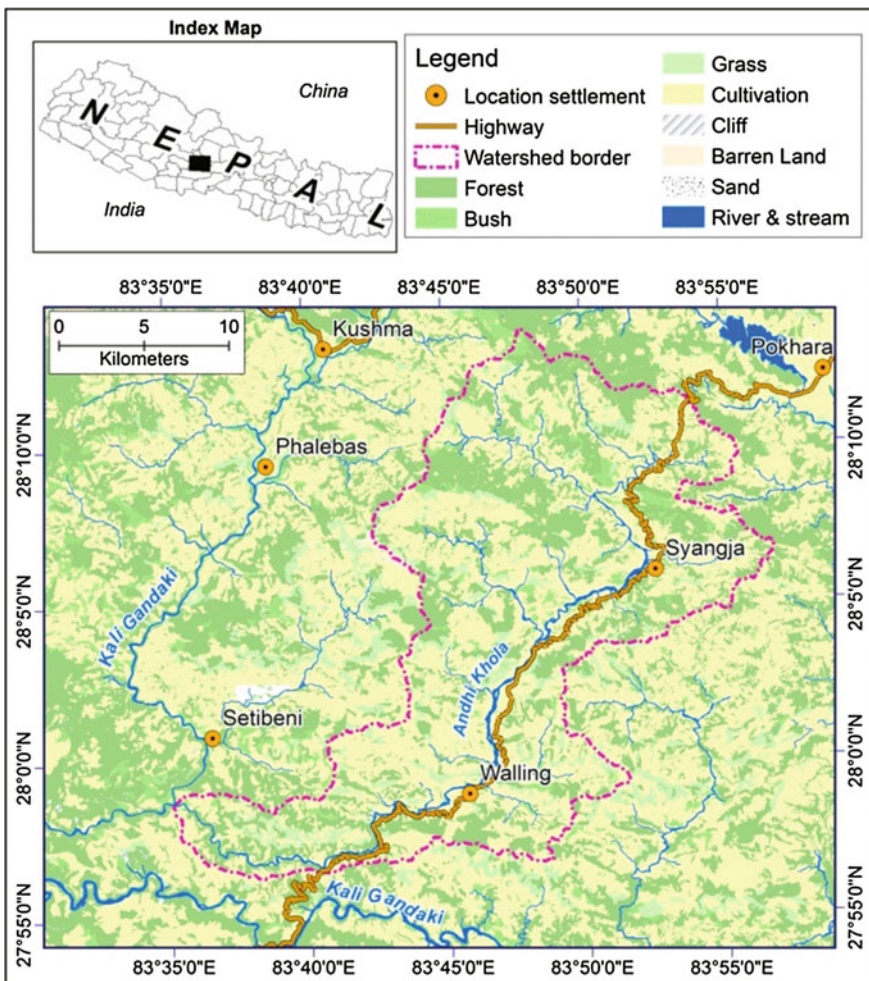 Index Map
China
N E P A L
India
Legend
Location settlement
Highway
Watershed border
Forest
Bush
Grass
Cultivation
Cliff
Barren Land
Sand
River & stream
83°35'0"E 83°40'0"E 83°45'0"E 83°50'0"E 83°55'0"E
0 5 10
Kilometers
Kushma
Pokhara
28°10'0"N 28°10'0"N
Phalebas
Syangja
28°5'0"N 28°5'0"N
Kali Gandaki
Andhi Khola
Setibeni
28°0'0"N 28°0'0"N
Walling
Kali Gandaki
27°55'0"N 27°55'0"N
83°35'0"E 83°40'0"E 83°45'0"E 83°50'0"E 83°55'0"E